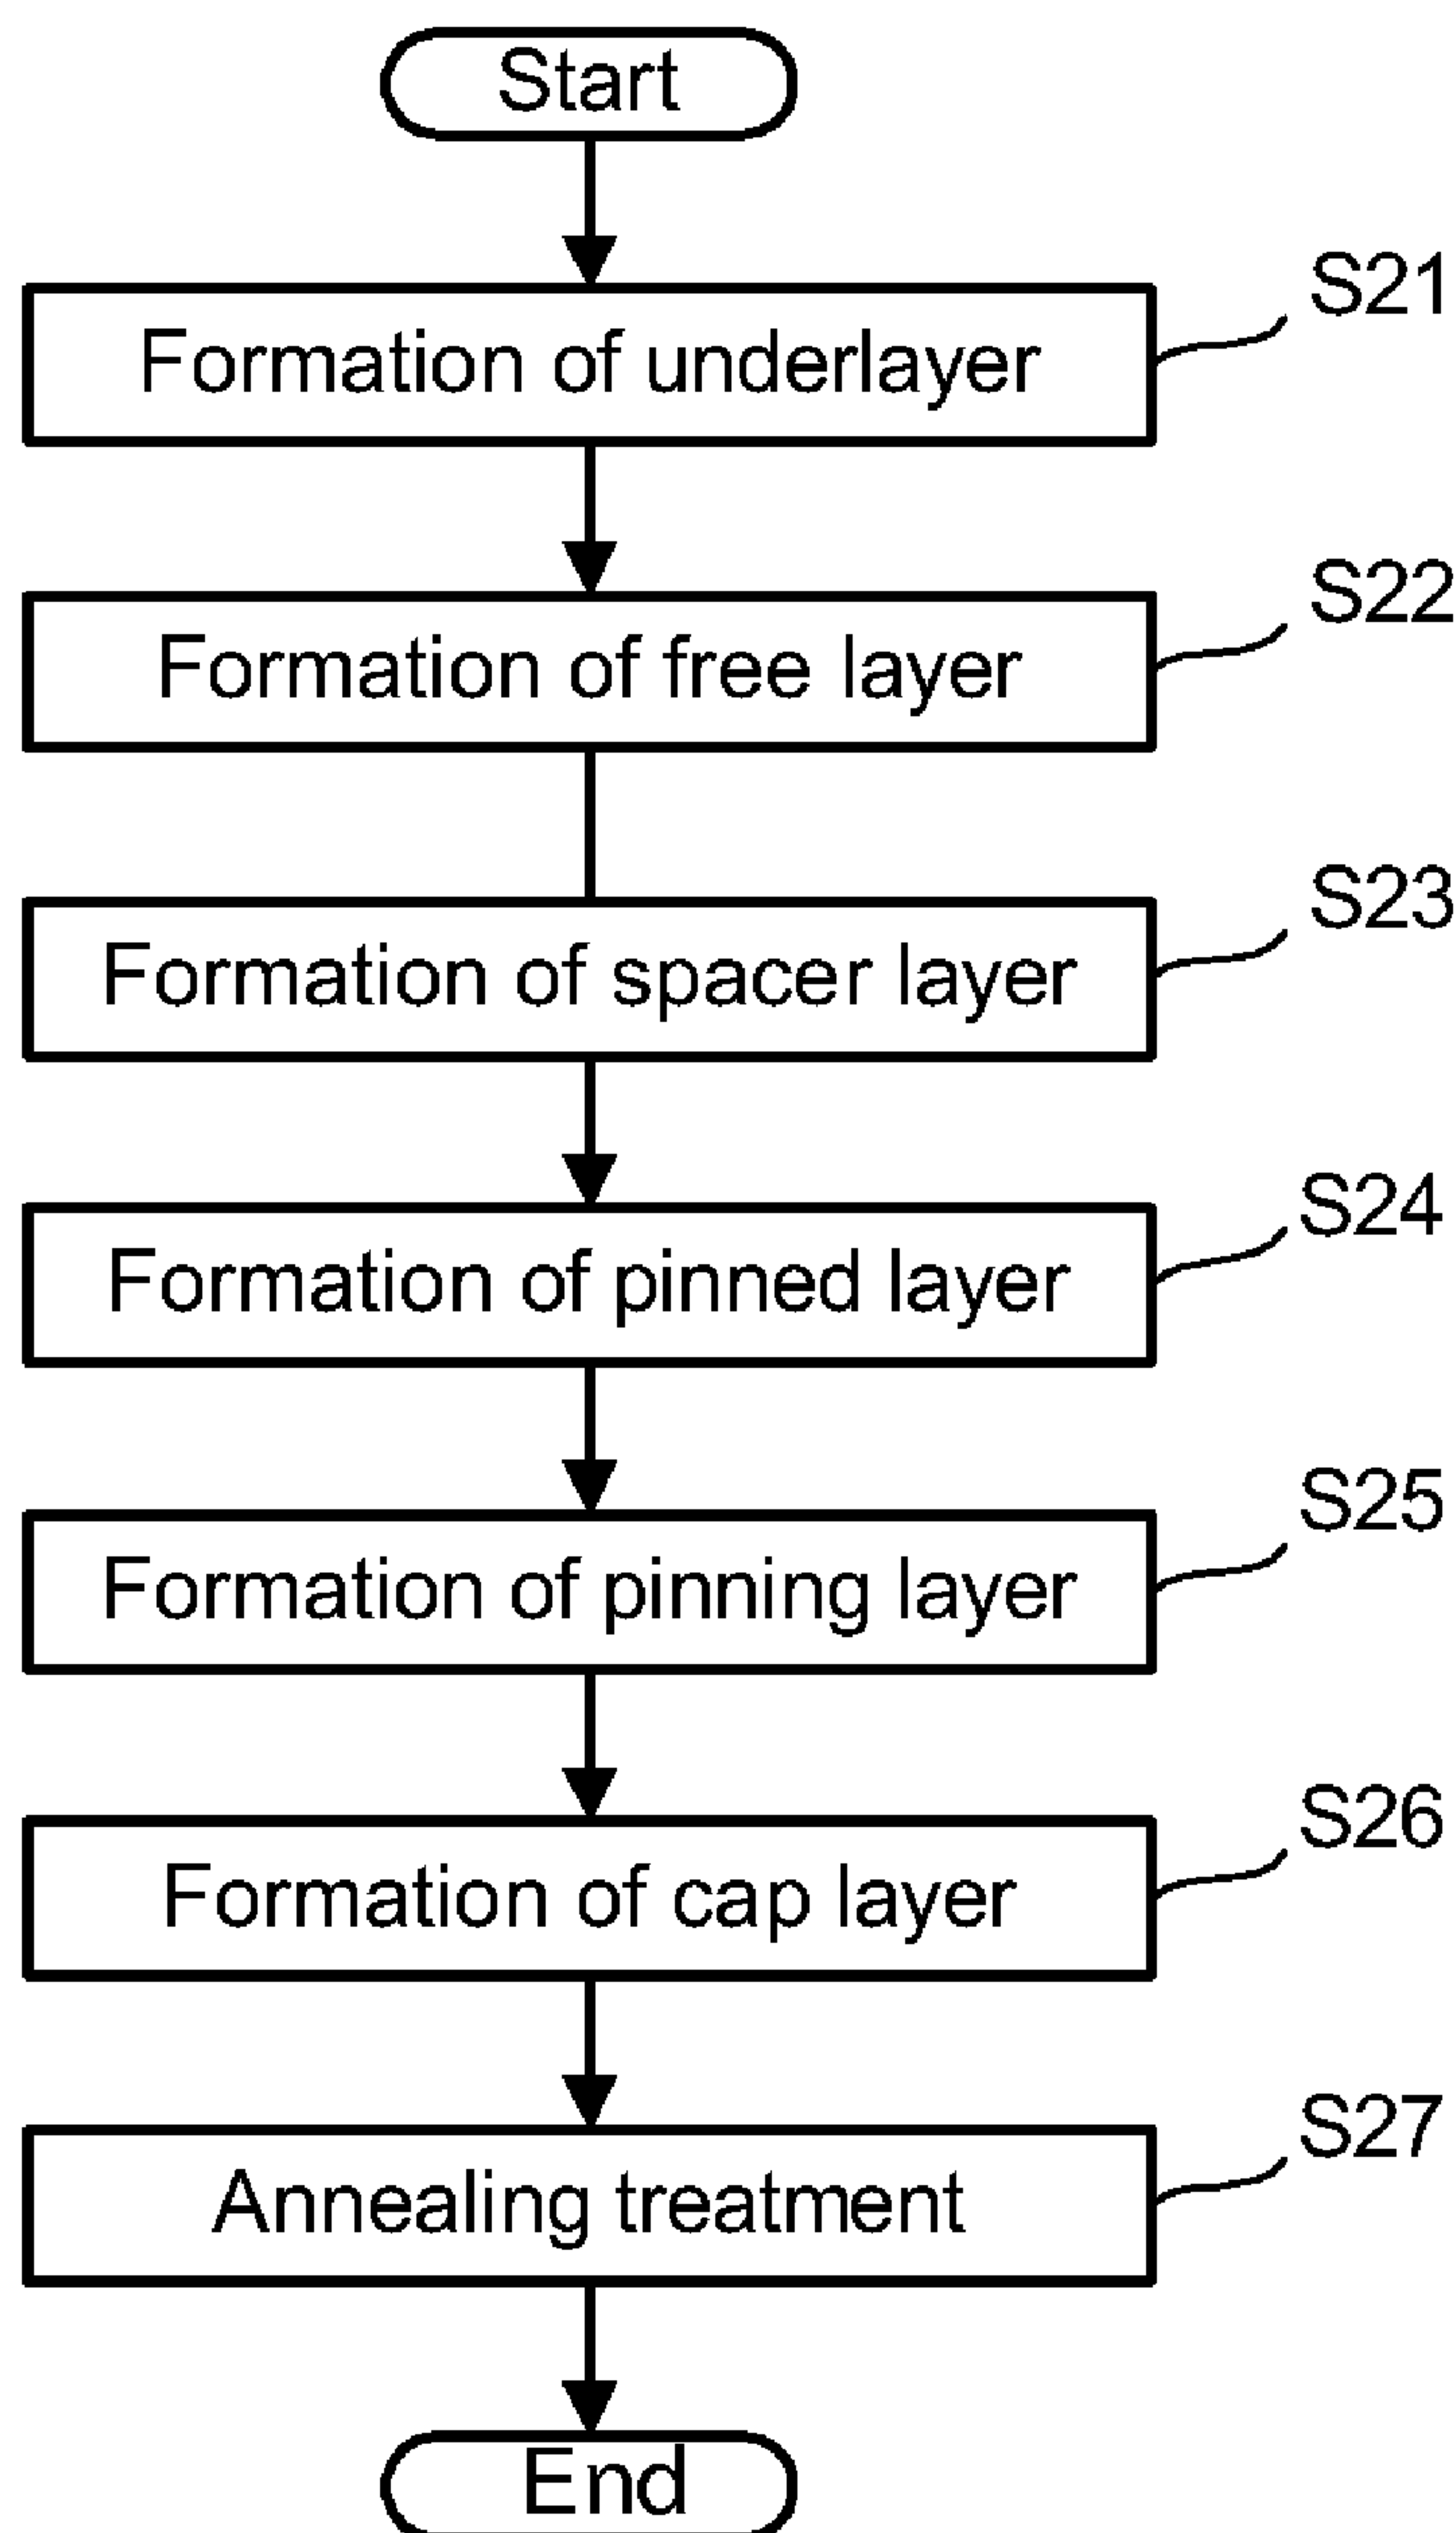 Start
S21
Formation of underlayer
S22
Formation of free layer
S23
Formation of spacer layer
S24
Formation of pinned layer
S25
Formation of pinning layer
S26
Formation of cap layer
S27
Annealing treatment
End